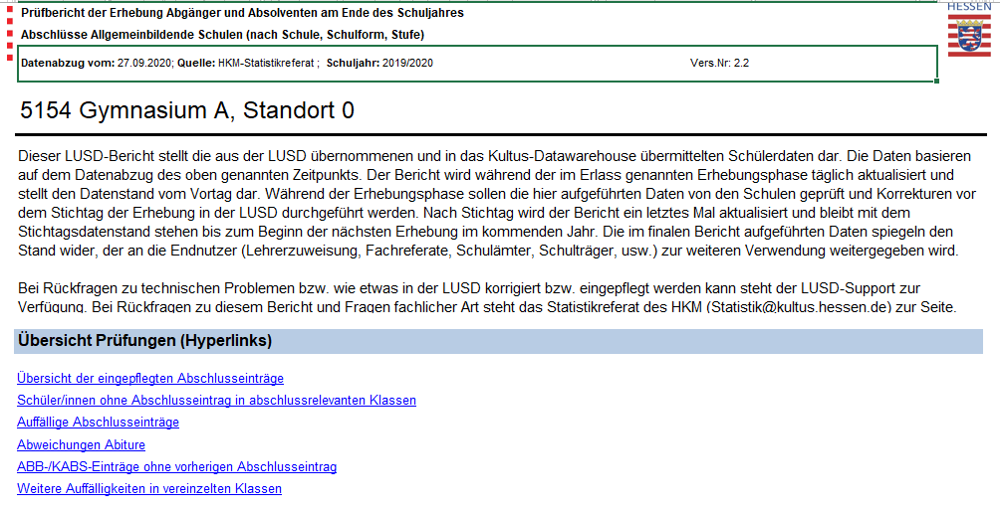 Prüfbericht der Erhebung Abgänger und Absolventen am Ende des Schuljahres
HESSEN
Abschlüsse Allgemeinbildende Schulen (nach Schule, Schulform, Stufe)
Datenabzug vom: 27.09.2020; Quelle: HKM-Statistikreferat ; Schuljahr: 2019/2020 Vers.Nr: 2.2
5154 Gymnasium A, Standort 0
Dieser LUSD-Bericht stellt die aus der LUSD übernommenen und in das Kultus-Datawarehouse übermittelten Schülerdaten dar. Die Daten basieren
auf dem Datenabzug des oben genannten Zeitpunkts. Der Bericht wird während der im Erlass genannten Erhebungsphase täglich aktualisiert und
stellt den Datenstand vom Vortag dar. Während der Erhebungsphase sollen die hier aufgeführten Daten von den Schulen geprüft und Korrekturen vor
dem Stichtag der Erhebung in der LUSD durchgeführt werden. Nach Stichtag wird der Bericht ein letztes Mal aktualisiert und bleibt mit dem
Stichtagsdatenstand stehen bis zum Beginn der nächsten Erhebung im kommenden Jahr. Die im finalen Bericht aufgeführten Daten spiegeln den
Stand wider, der an die Endnutzer (Lehrerzuweisung, Fachreferate, Schulämter, Schulträger, usw.) zur weiteren Verwendung weitergegeben wird.
Bei Rückfragen zu technischen Problemen bzw. wie etwas in der LUSD korrigiert bzw. eingepflegt werden kann steht der LUSD-Support zur
Verfügung. Bei Rückfragen zu diesem Bericht und Fragen fachlicher Art steht das Statistikreferat des HKM (Statistik@kultus.hessen.de) zur Seite.
Übersicht Prüfungen (Hyperlinks)
Übersicht der eingepflegten Abschlusseinträge
Schüler/innen ohne Abschlusseintrag in abschlussrelevanten Klassen
Auffällige Abschlusseinträge
Abweichungen Abiture
ABB-/KABS-Einträge ohne vorherigen Abschlusseintrag
Weitere Auffälligkeiten in vereinzelten Klassen